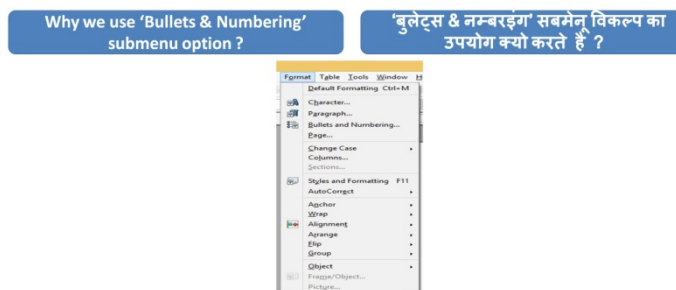 Why we use ‘Bullets & Numbering’
submenu option ?
‘बुलेट्स & नम्बरइंग’ सबमेनू विकल्प का
उपयोग क्यो करते हैं ?
Format Table Tools Window H
Default Formatting Ctrl+M
Character...
Paragraph...
Bullets and Numbering...
Page...
Change Case
Columns...
Sections...
Styles and Formatting F11
AutoCorrect
Anchor
Wrap
Alignment
Arrange
Flip
Group
Object
Frame/Object...
Picture...